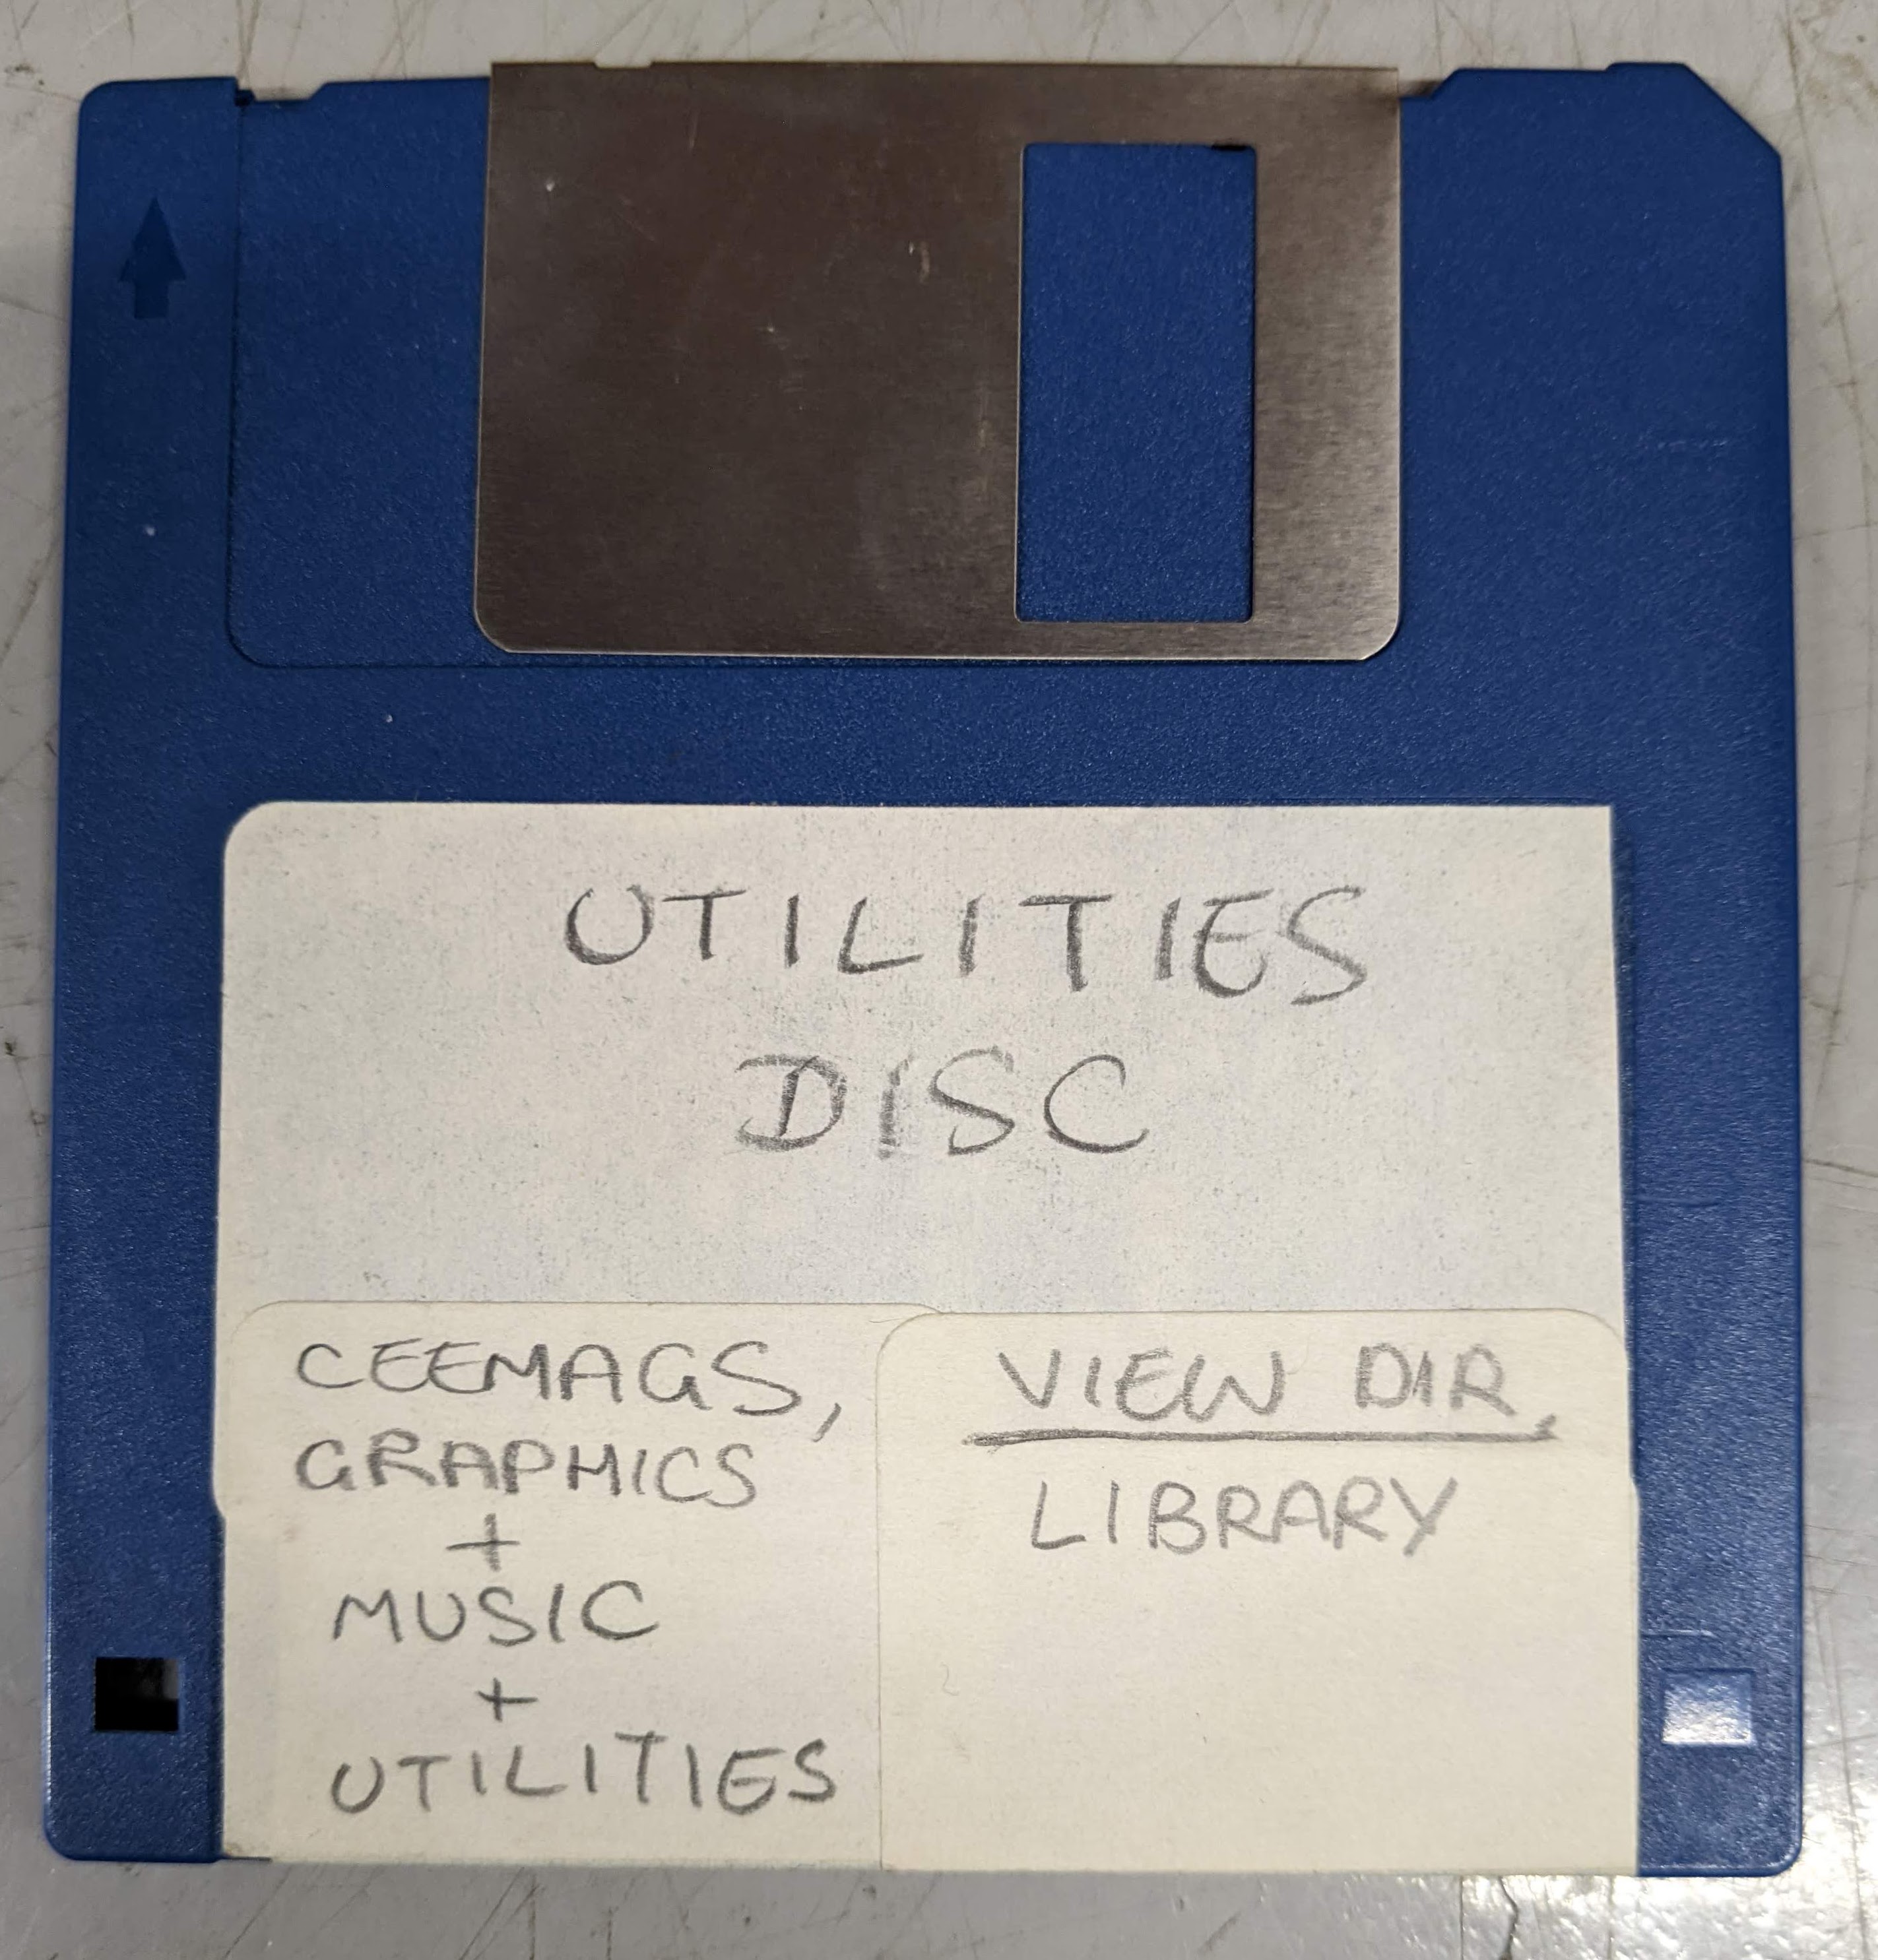 UTILITIES
DISC
CEEMAGS,
GRAPHICS
+
MUSIC
+
UTILITIES
VIEW DIR.
LIBRARY